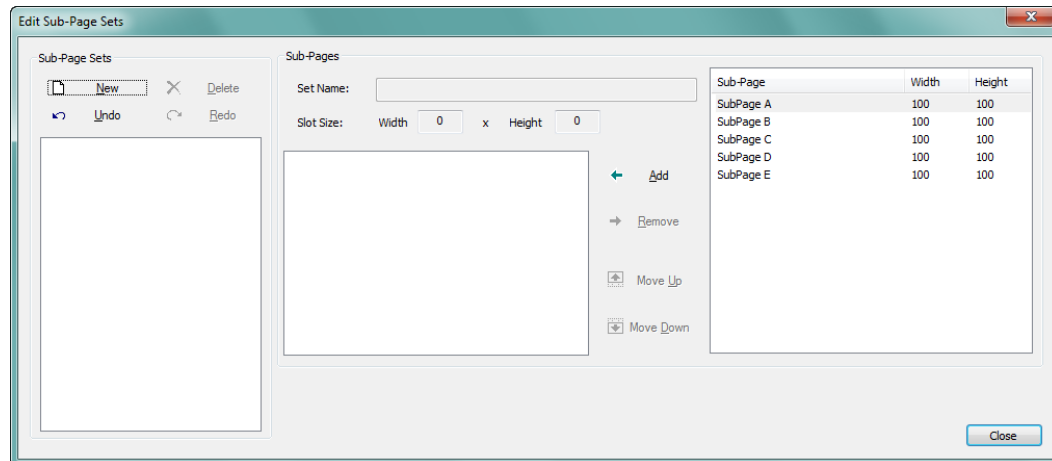 Edit Sub-Page Sets
Sub-Page Sets
New Delete
Undo Redo
Sub-Pages
Set Name:
Slot Size: Width 0 x Height 0
Add
Remove
Move Up
Move Down
Sub-Page Width Height
SubPage A 100 100
SubPage B 100 100
SubPage C 100 100
SubPage D 100 100
SubPage E 100 100
Close